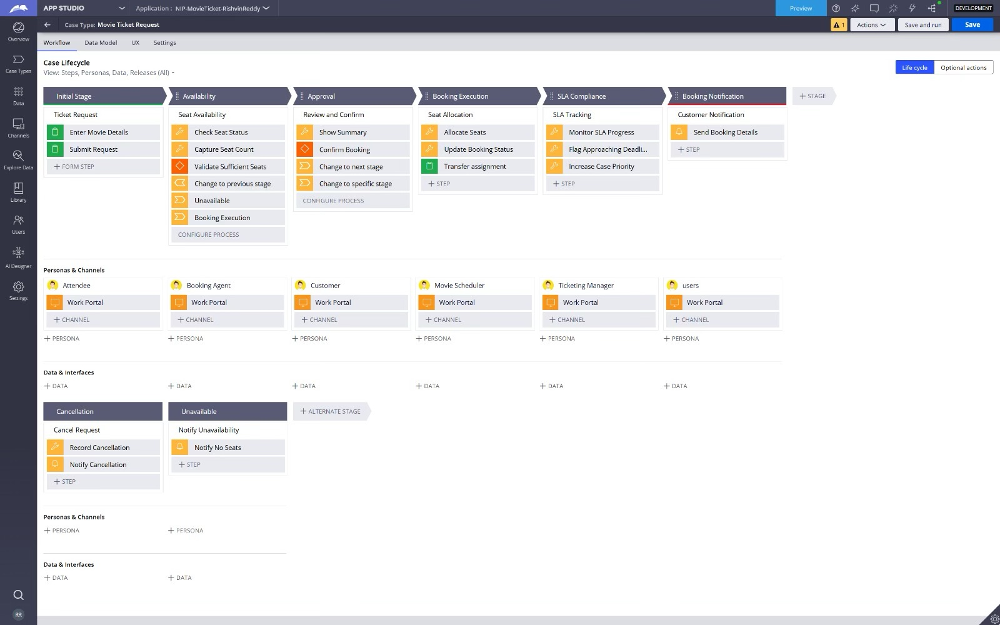 APP STUDIO
Application : NIP-MovieTicket-RishvinReddy
Preview
DEVELOPMENT
Case Type: Movie Ticket Request
1
Actions
Save and run
Save
Overview
Case Types
Data
Channels
Explore Data
Library
Users
AI
AI Designer
Settings
RR
Workflow
Data Model
UX
Settings
Case Lifecycle
View: Steps, Personas, Data, Releases (All)
Life cycle
Optional actions
Initial Stage
Availability
Approval
Booking Execution
SLA Compliance
Booking Notification
+ STAGE
Ticket Request
Enter Movie Details
Submit Request
+ FORM STEP
Seat Availability
Check Seat Status
Capture Seat Count
Validate Sufficient Seats
Change to previous stage
Unavailable
Booking Execution
CONFIGURE PROCESS
Review and Confirm
Show Summary
Confirm Booking
Change to next stage
Change to specific stage
CONFIGURE PROCESS
Seat Allocation
Allocate Seats
Update Booking Status
Transfer assignment
+ STEP
SLA Tracking
Monitor SLA Progress
Flag Approaching Deadli...
Increase Case Priority
+ STEP
Customer Notification
Send Booking Details
+ STEP
Personas & Channels
Attendee
Work Portal
+ CHANNEL
+ PERSONA
Booking Agent
Work Portal
+ CHANNEL
+ PERSONA
Customer
Work Portal
+ CHANNEL
+ PERSONA
Movie Scheduler
Work Portal
+ CHANNEL
+ PERSONA
Ticketing Manager
Work Portal
+ CHANNEL
+ PERSONA
users
Work Portal
+ CHANNEL
+ PERSONA
Data & Interfaces
+ DATA
+ DATA
+ DATA
+ DATA
+ DATA
+ DATA
Cancellation
Unavailable
+ ALTERNATE STAGE
Cancel Request
Record Cancellation
Notify Cancellation
+ STEP
Notify Unavailability
Notify No Seats
+ STEP
Personas & Channels
+ PERSONA
+ PERSONA
Data & Interfaces
+ DATA
+ DATA